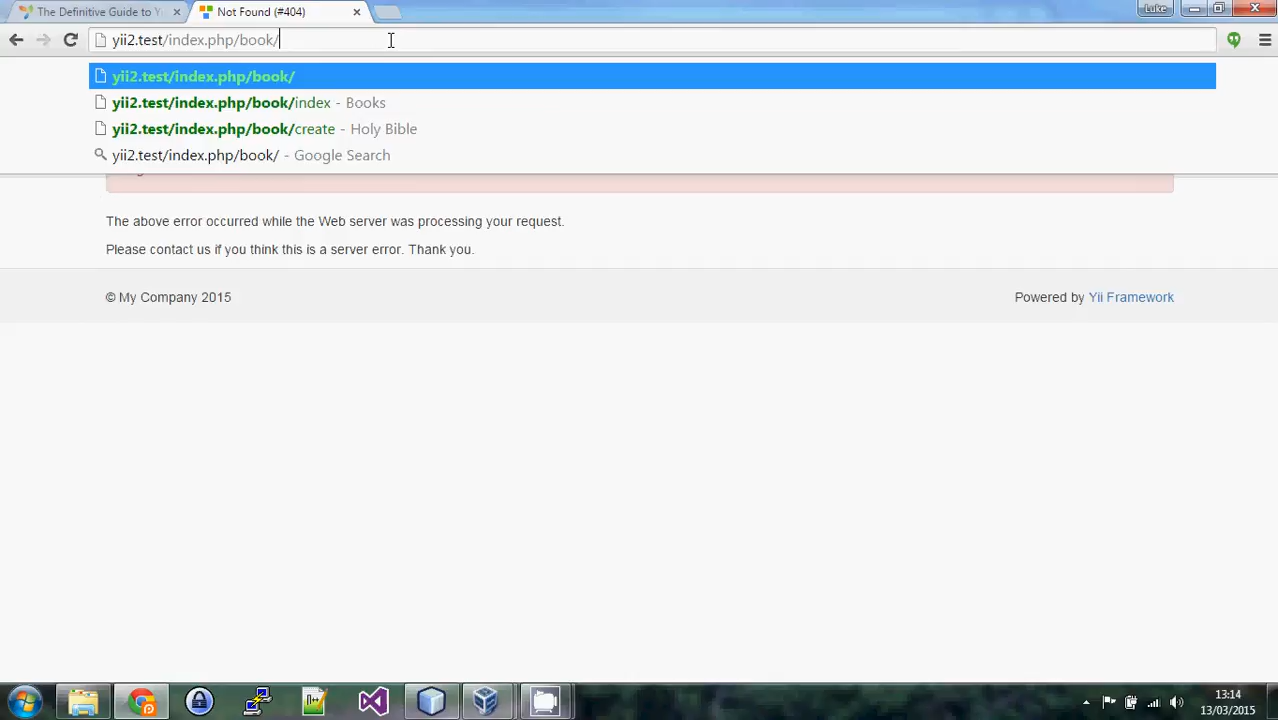 The Definitive Guide to Y
Not Found (#404)
Luke
yii2.test/index.php/book/
yii2.test/index.php/book/
yii2.test/index.php/book/index - Books
yii2.test/index.php/book/create - Holy Bible
yii2.test/index.php/book/ - Google Search
The above error occurred while the Web server was processing your request.
Please contact us if you think this is a server error. Thank you.
© My Company 2015
Powered by Yii Framework
13:14
13/03/2015